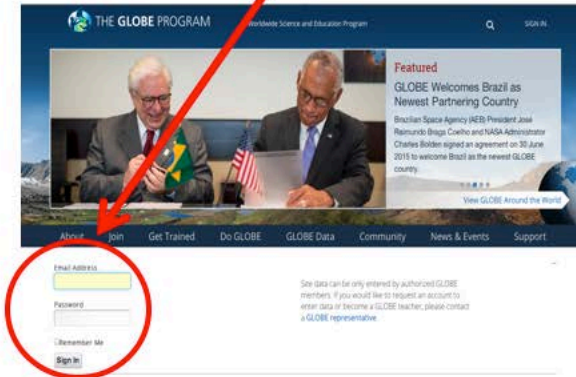 THE GLOBE PROGRAM
Worldwide Science and Education Program
SIGN IN
Featured
GLOBE Welcomes Brazil as
Newest Partnering Country
Brazilian Space Agency (AEB) President José
Raimundo Braga Coelho and NASA Administrator
Charles Bolden signed an agreement on 30 June
2015 to welcome Brazil as the newest GLOBE
country.
View GLOBE Around the World
About Join Get Trained Do GLOBE GLOBE Data Community News & Events Support
Email Address
Site data can be only entered by authorized GLOBE
members. If you would like to request an account to
enter data or become a GLOBE teacher, please contact
a GLOBE representative
Password
Remember Me
Sign In